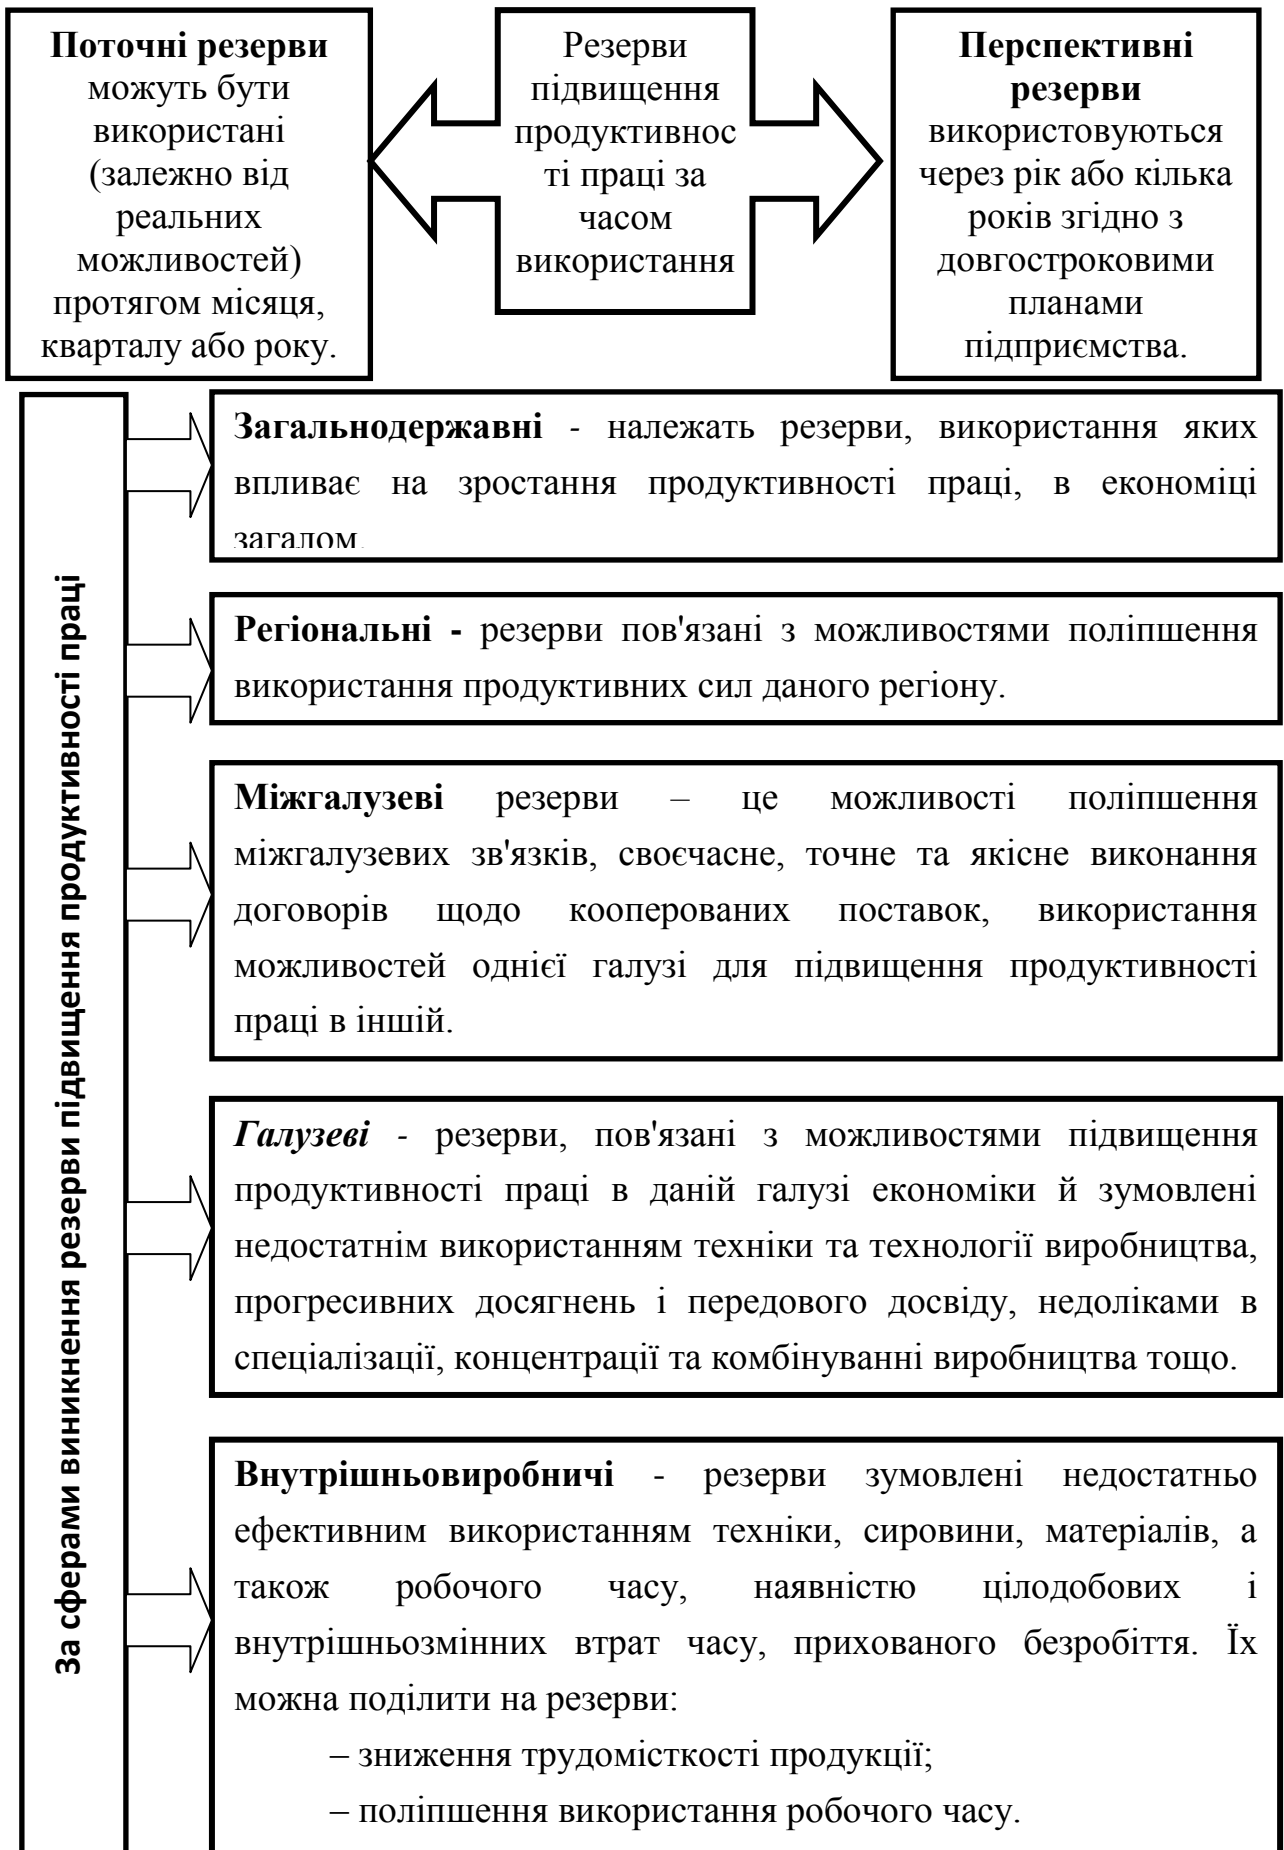 Поточні резерви
можуть бути
використані
(залежно від
реальних
можливостей)
протягом місяця,
кварталу або року.
Резерви
підвищення
продуктивнос
ті праці за
часом
використання
Перспективні
резерви
використовуються
через рік або кілька
років згідно з
довгостроковими
планами
підприємства.
За сферами виникнення резерви підвищення продуктивності праці
Загальнодержавні - належать резерви, використання яких
впливає на зростання продуктивності праці, в економіці
загалом.
Регіональні - резерви пов'язані з можливостями поліпшення
використання продуктивних сил даного регіону.
Міжгалузеві резерви – це можливості поліпшення
міжгалузевих зв'язків, своєчасне, точне та якісне виконання
договорів щодо кооперованих поставок, використання
можливостей однієї галузі для підвищення продуктивності
праці в іншій.
Галузеві - резерви, пов'язані з можливостями підвищення
продуктивності праці в даній галузі економіки й зумовлені
недостатнім використанням техніки та технології виробництва,
прогресивних досягнень і передового досвіду, недоліками в
спеціалізації, концентрації та комбінуванні виробництва тощо.
Внутрішньовиробничі - резерви зумовлені недостатньо
ефективним використанням техніки, сировини, матеріалів, а
також робочого часу, наявністю цілодобових і
внутрішньозмінних втрат часу, прихованого безробіття. Їх
можна поділити на резерви:
– зниження трудомісткості продукції;
– поліпшення використання робочого часу.